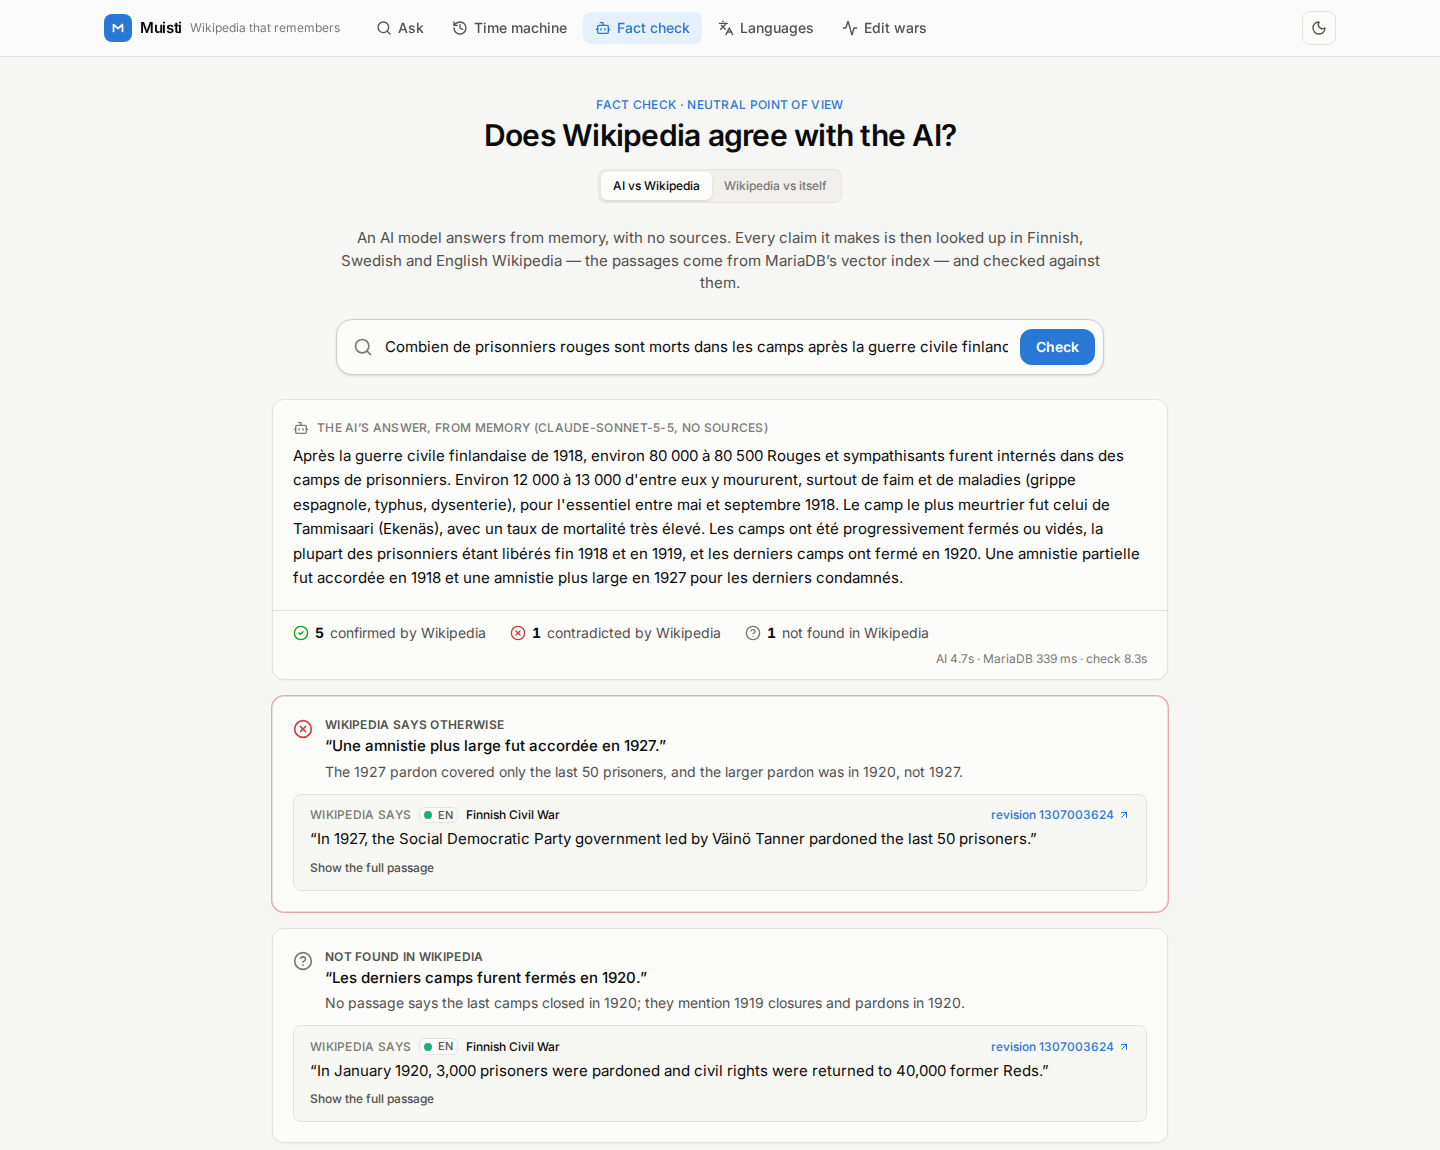 Muisti Wikipedia that remembers Ask Time machine Fact check Languages Edit wars
FACT CHECK · NEUTRAL POINT OF VIEW
Does Wikipedia agree with the AI?
AI vs Wikipedia Wikipedia vs itself
An AI model answers from memory, with no sources. Every claim it makes is then looked up in Finnish,
Swedish and English Wikipedia — the passages come from MariaDB’s vector index — and checked against
them.
Combien de prisonniers rouges sont morts dans les camps après la guerre civile finland Check
THE AI’S ANSWER, FROM MEMORY (CLAUDE-SONNET-5-5, NO SOURCES)
Après la guerre civile finlandaise de 1918, environ 80 000 à 80 500 Rouges et sympathisants furent internés dans des
camps de prisonniers. Environ 12 000 à 13 000 d'entre eux y moururent, surtout de faim et de maladies (grippe
espagnole, typhus, dysenterie), pour l'essentiel entre mai et septembre 1918. Le camp le plus meurtrier fut celui de
Tammisaari (Ekenäs), avec un taux de mortalité très élevé. Les camps ont été progressivement fermés ou vidés, la
plupart des prisonniers étant libérés fin 1918 et en 1919, et les derniers camps ont fermé en 1920. Une amnistie partielle
fut accordée en 1918 et une amnistie plus large en 1927 pour les derniers condamnés.
5 confirmed by Wikipedia 1 contradicted by Wikipedia 1 not found in Wikipedia
AI 4.7s · MariaDB 339 ms · check 8.3s
WIKIPEDIA SAYS OTHERWISE
“Une amnistie plus large fut accordée en 1927.”
The 1927 pardon covered only the last 50 prisoners, and the larger pardon was in 1920, not 1927.
WIKIPEDIA SAYS EN Finnish Civil War revision 1307003624
“In 1927, the Social Democratic Party government led by Väinö Tanner pardoned the last 50 prisoners.”
Show the full passage
NOT FOUND IN WIKIPEDIA
“Les derniers camps furent fermés en 1920.”
No passage says the last camps closed in 1920; they mention 1919 closures and pardons in 1920.
WIKIPEDIA SAYS EN Finnish Civil War revision 1307003624
“In January 1920, 3,000 prisoners were pardoned and civil rights were returned to 40,000 former Reds.”
Show the full passage